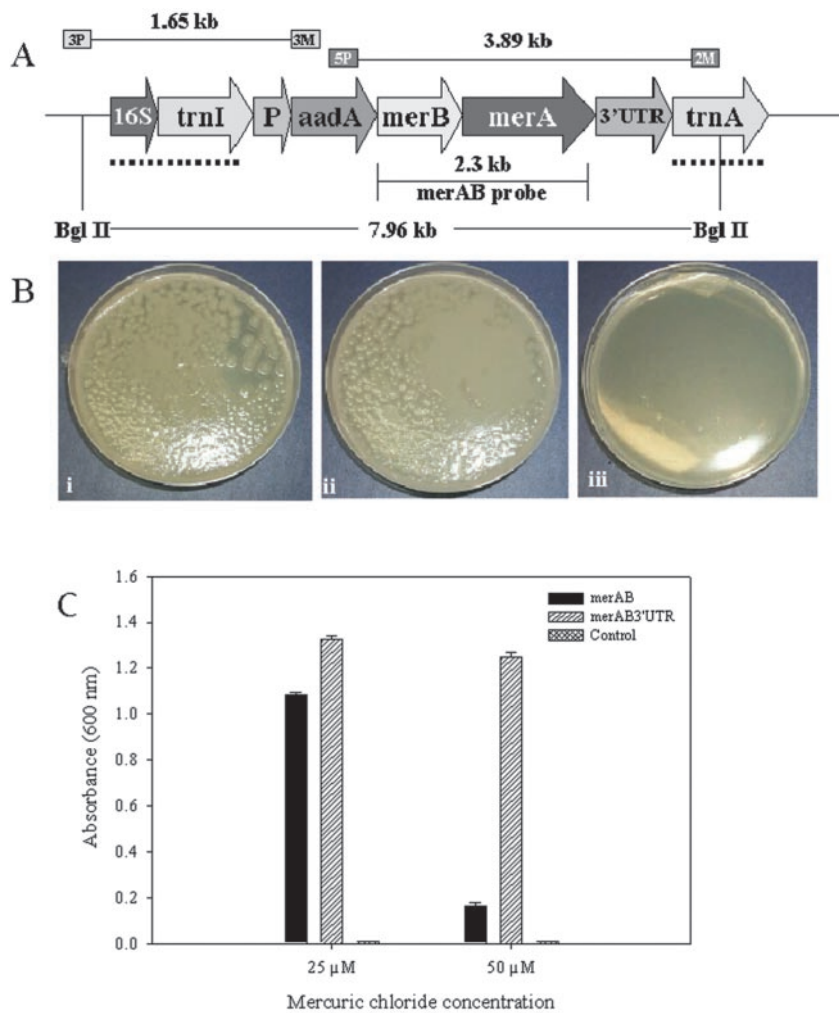 A
1.65 kb
3P
3M
3.89 kb
5P
2M
16S
trnI
P
aadA
merB
merA
3'UTR
trnA
2.3 kb
merAB probe
Bgl II
7.96 kb
Bgl II
B
i
ii
iii
C
1.6
1.4
1.2
1.0
0.8
0.6
0.4
0.2
0.0
Absorbance (600 nm)
merAB
merAB3'UTR
Control
25 µM
50 µM
Mercuric chloride concentration